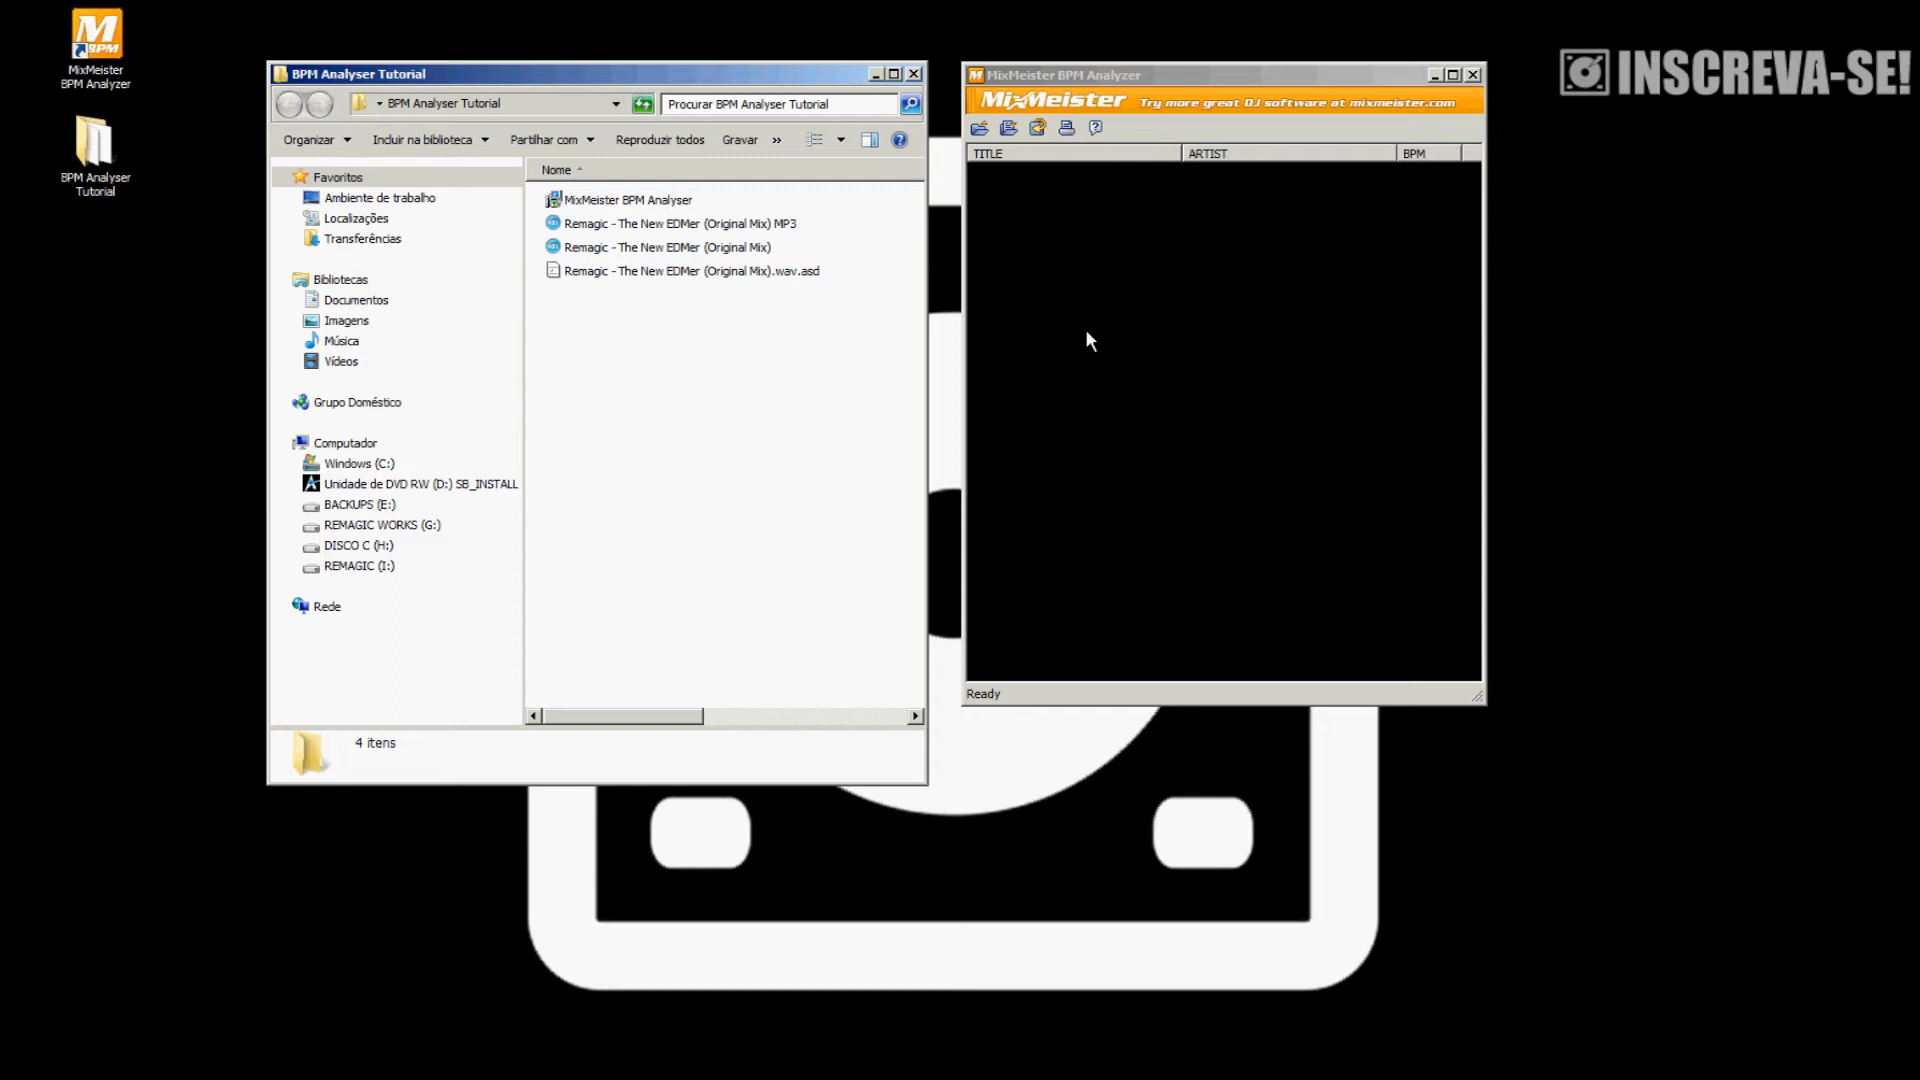 MixMeister
BPM Analyzer
BPM Analyser
Tutorial
BPM Analyser Tutorial
BPM Analyser Tutorial
Procurar BPM Analyser Tutorial
Organizar
Incluir na biblioteca
Partilhar com
Reproduzir todos
Gravar
»
Favoritos
Ambiente de trabalho
Localizações
Transferências
Bibliotecas
Documentos
Imagens
Música
Vídeos
Grupo Doméstico
Computador
Windows (C:)
Unidade de DVD RW (D:) SB_INSTALL
BACKUPS (E:)
REMAGIC WORKS (G:)
DISCO C (H:)
REMAGIC (I:)
Rede
Nome
MixMeister BPM Analyser
Remagic - The New EDMer (Original Mix) MP3
Remagic - The New EDMer (Original Mix)
Remagic - The New EDMer (Original Mix).wav.asd
4 itens
MixMeister BPM Analyzer
MixMeister Try more great DJ software at mixmeister.com
TITLE ARTIST BPM
Ready
INSCREVA-SE!
M
BPM